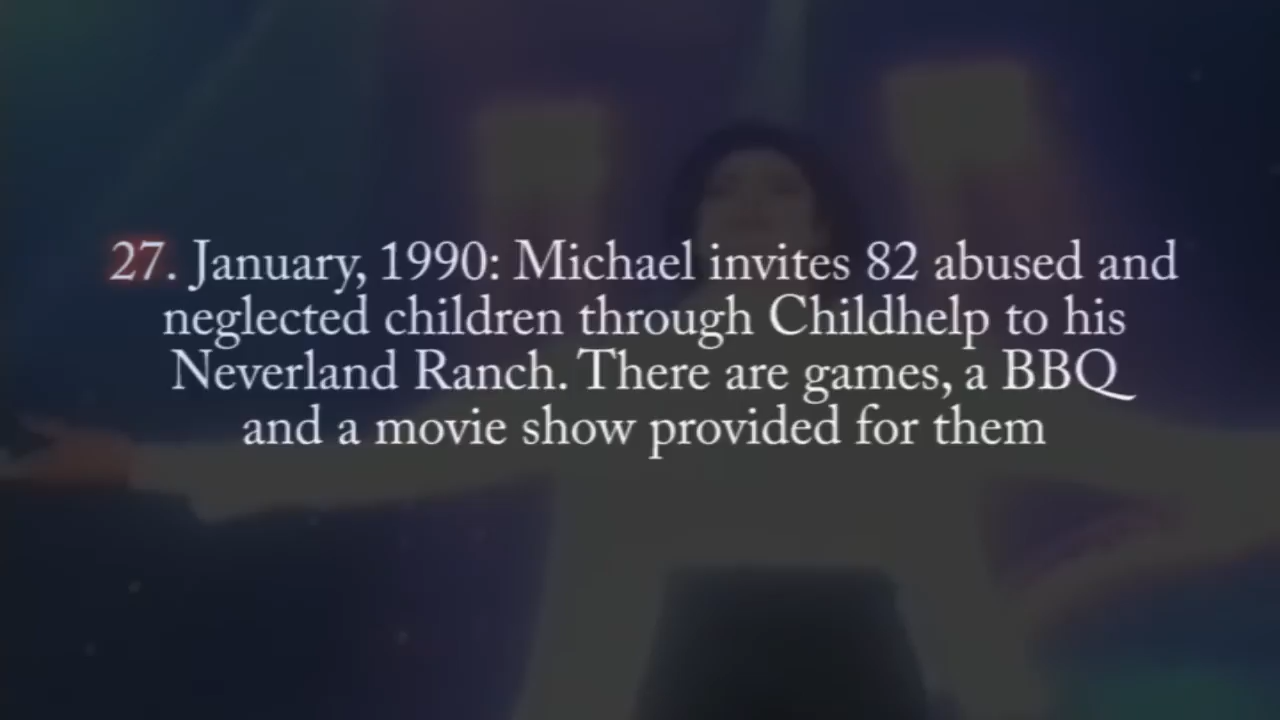 27. January, 1990: Michael invites 82 abused and
neglected children through Childhelp to his
Neverland Ranch. There are games, a BBQ
and a movie show provided for them